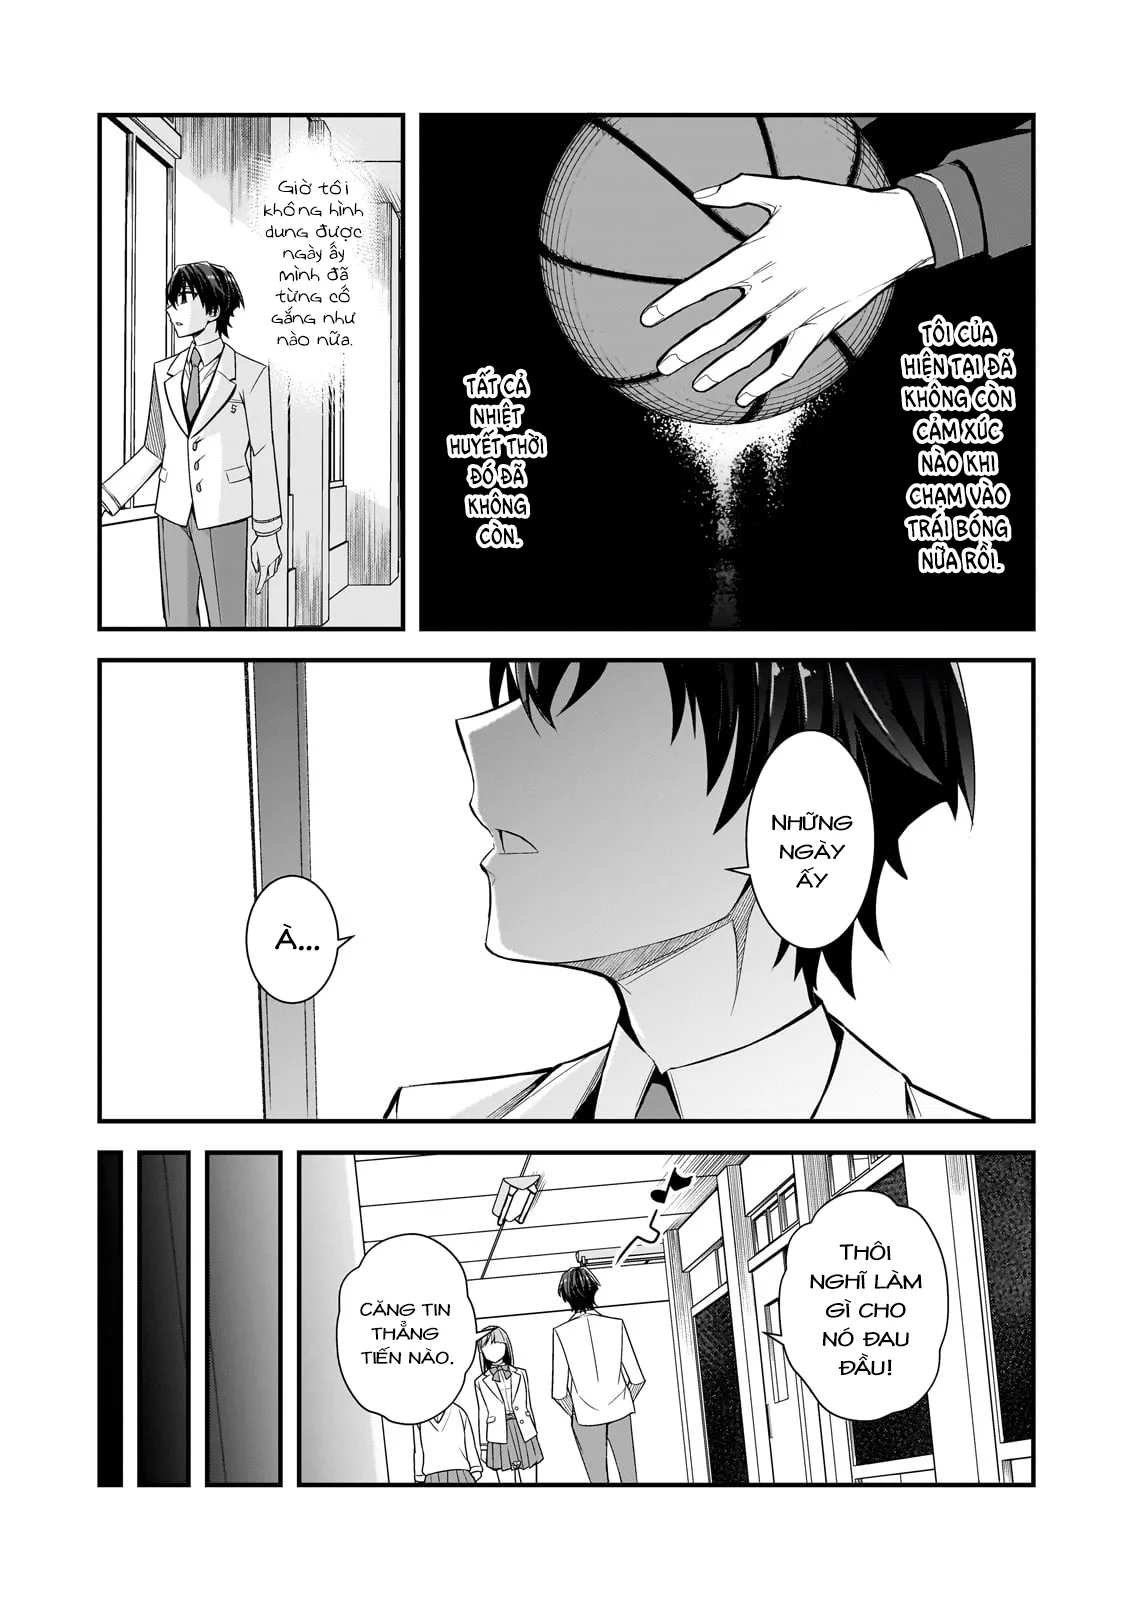 TÔI CỦA
HIỆN TẠI ĐÃ
KHÔNG CÒN
CẢM XÚC
NÀO KHI
CHẠM VÀO
TRÁI BÓNG
NỮA RỒI.
TẤT CẢ
NHIỆT
HUYẾT THỜI
ĐÓ ĐÃ
KHÔNG
CÒN.
Giờ tôi
không hình
dung được
ngày ấy
mình đã
từng cố
gắng như
nào nữa.
NHỮNG
NGÀY
ẤY
À...
THÔI
NGHĨ LÀM
GÌ CHO
NÓ ĐAU
ĐẦU!
CĂNG TIN
THẲNG
TIẾN NÀO.